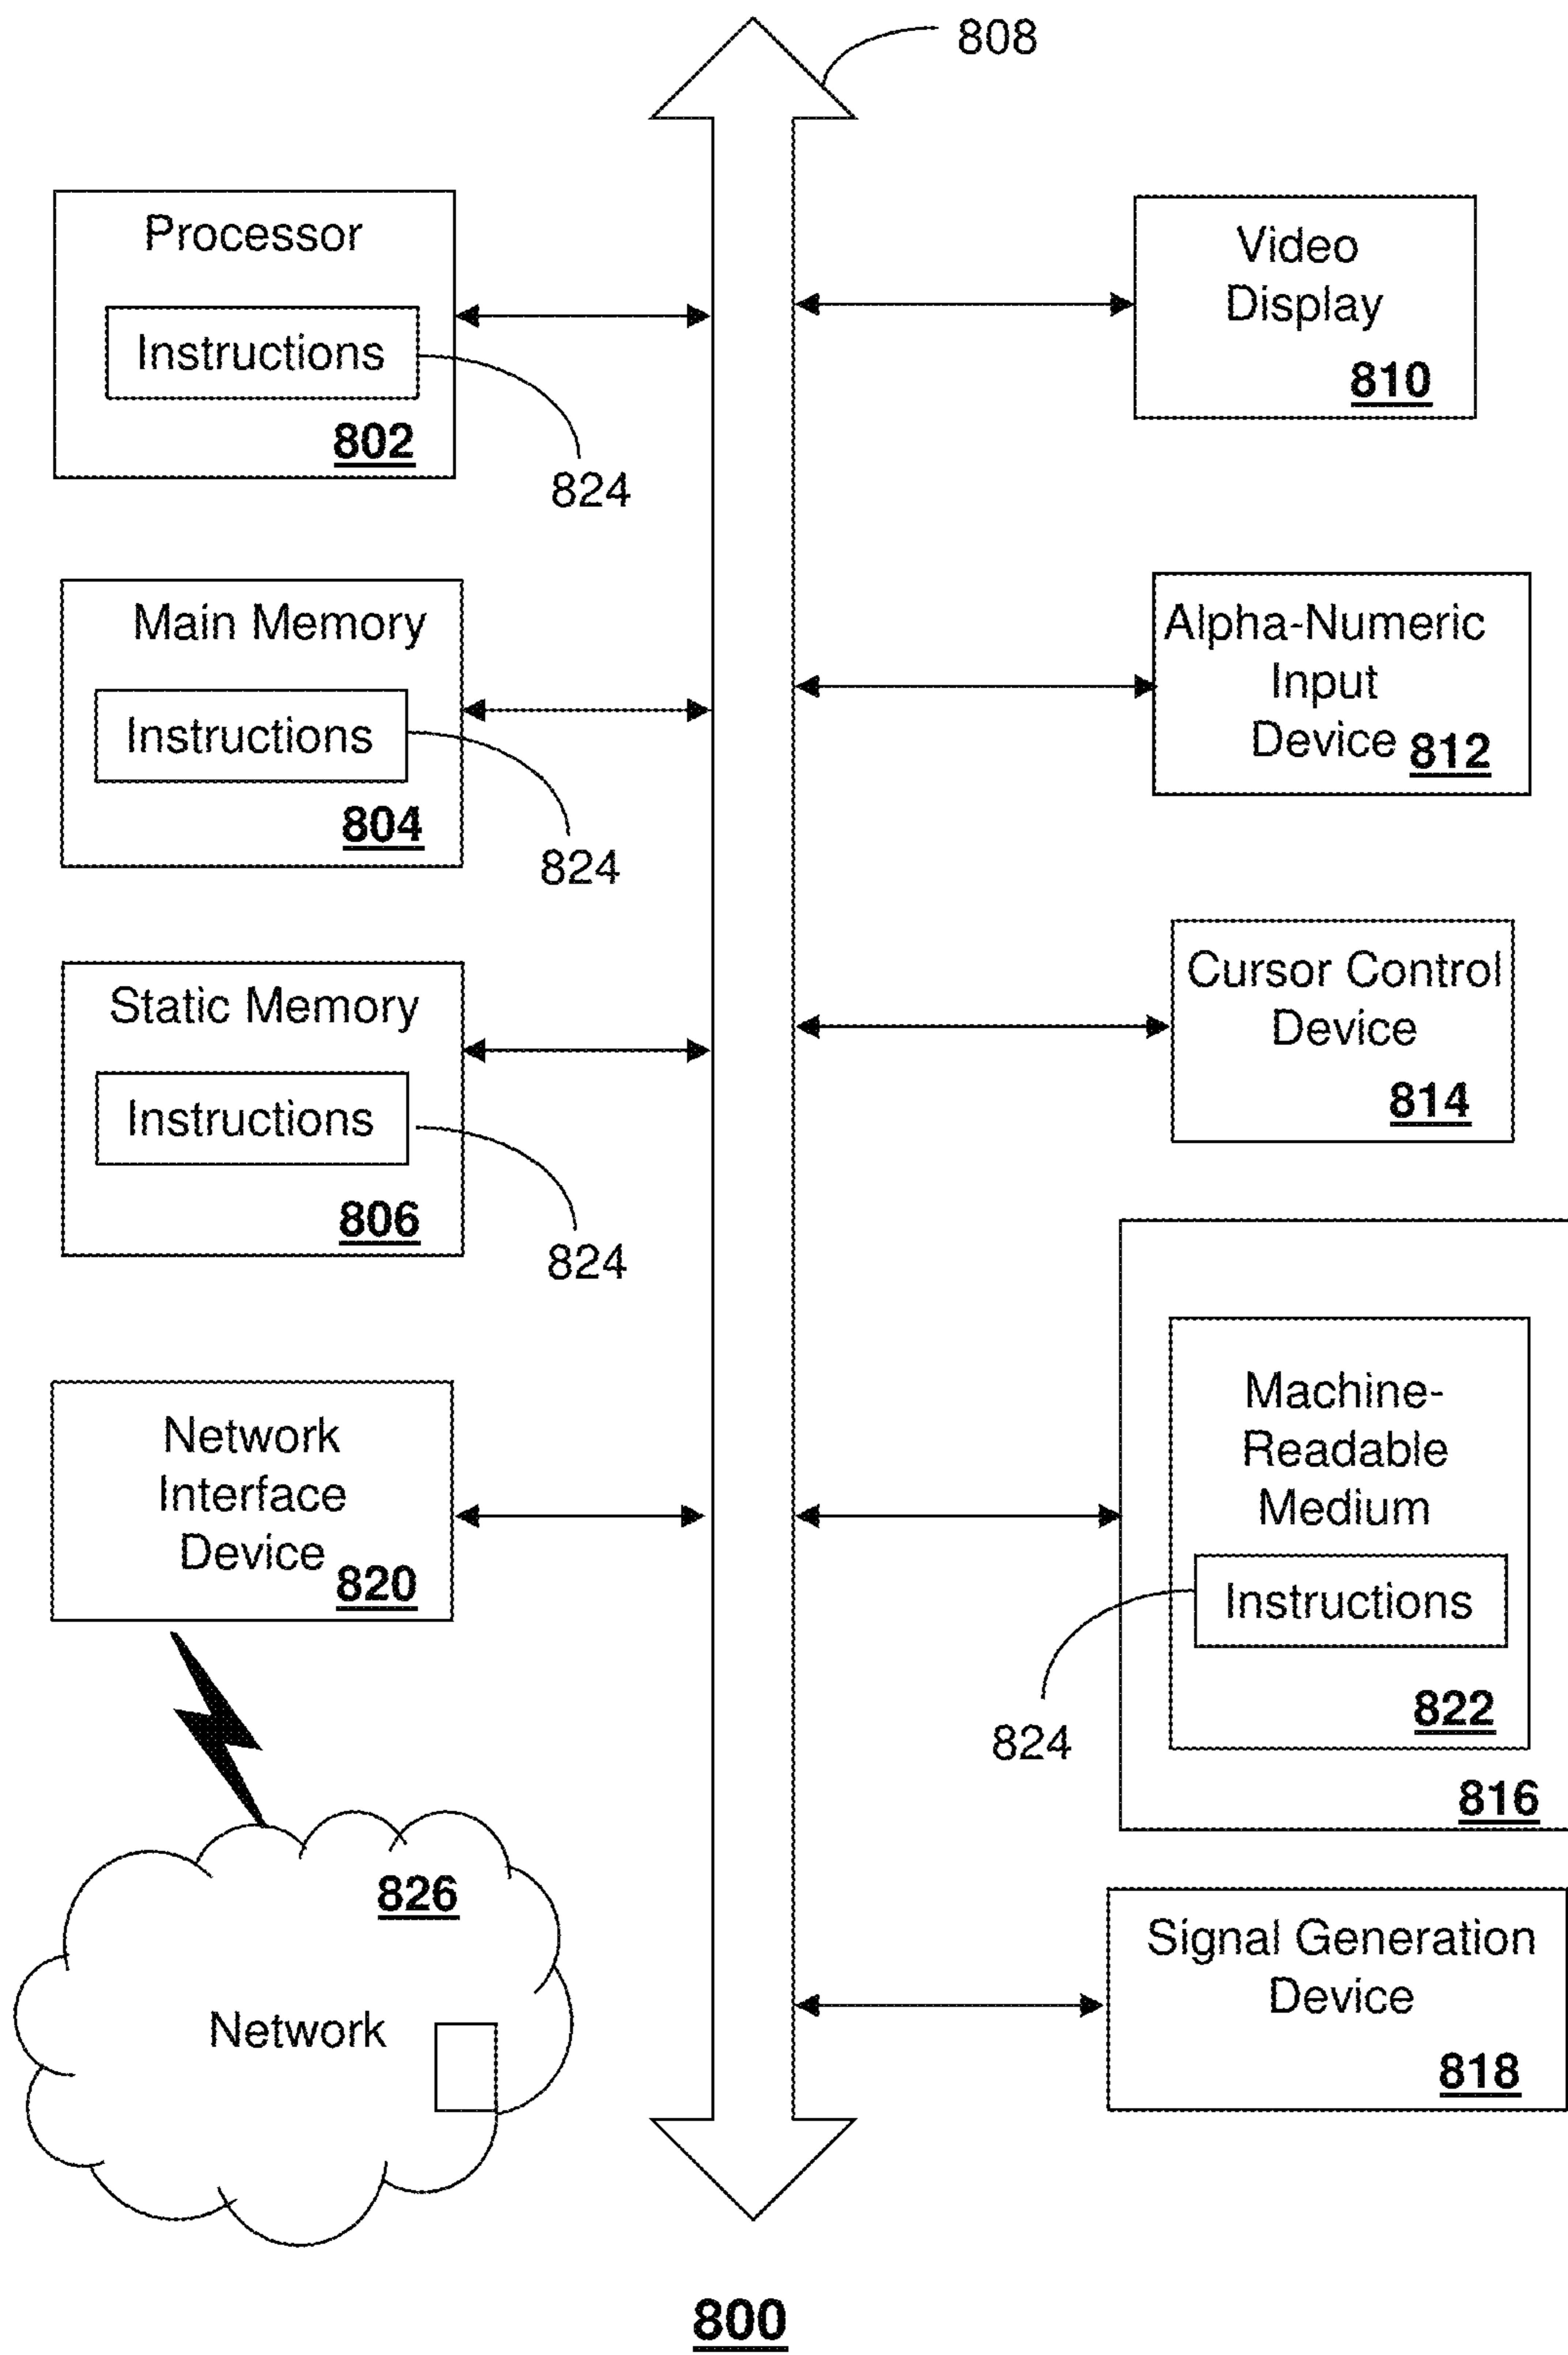 808
Processor
Instructions
802
824
Main Memory
Instructions
804
824
Static Memory
Instructions
806
824
Network
Interface
Device
820
826
Network
Video
Display
810
Alpha-Numeric
Input
Device 812
Cursor Control
Device
814
Machine-
Readable
Medium
Instructions
824
822
816
Signal Generation
Device
818
800